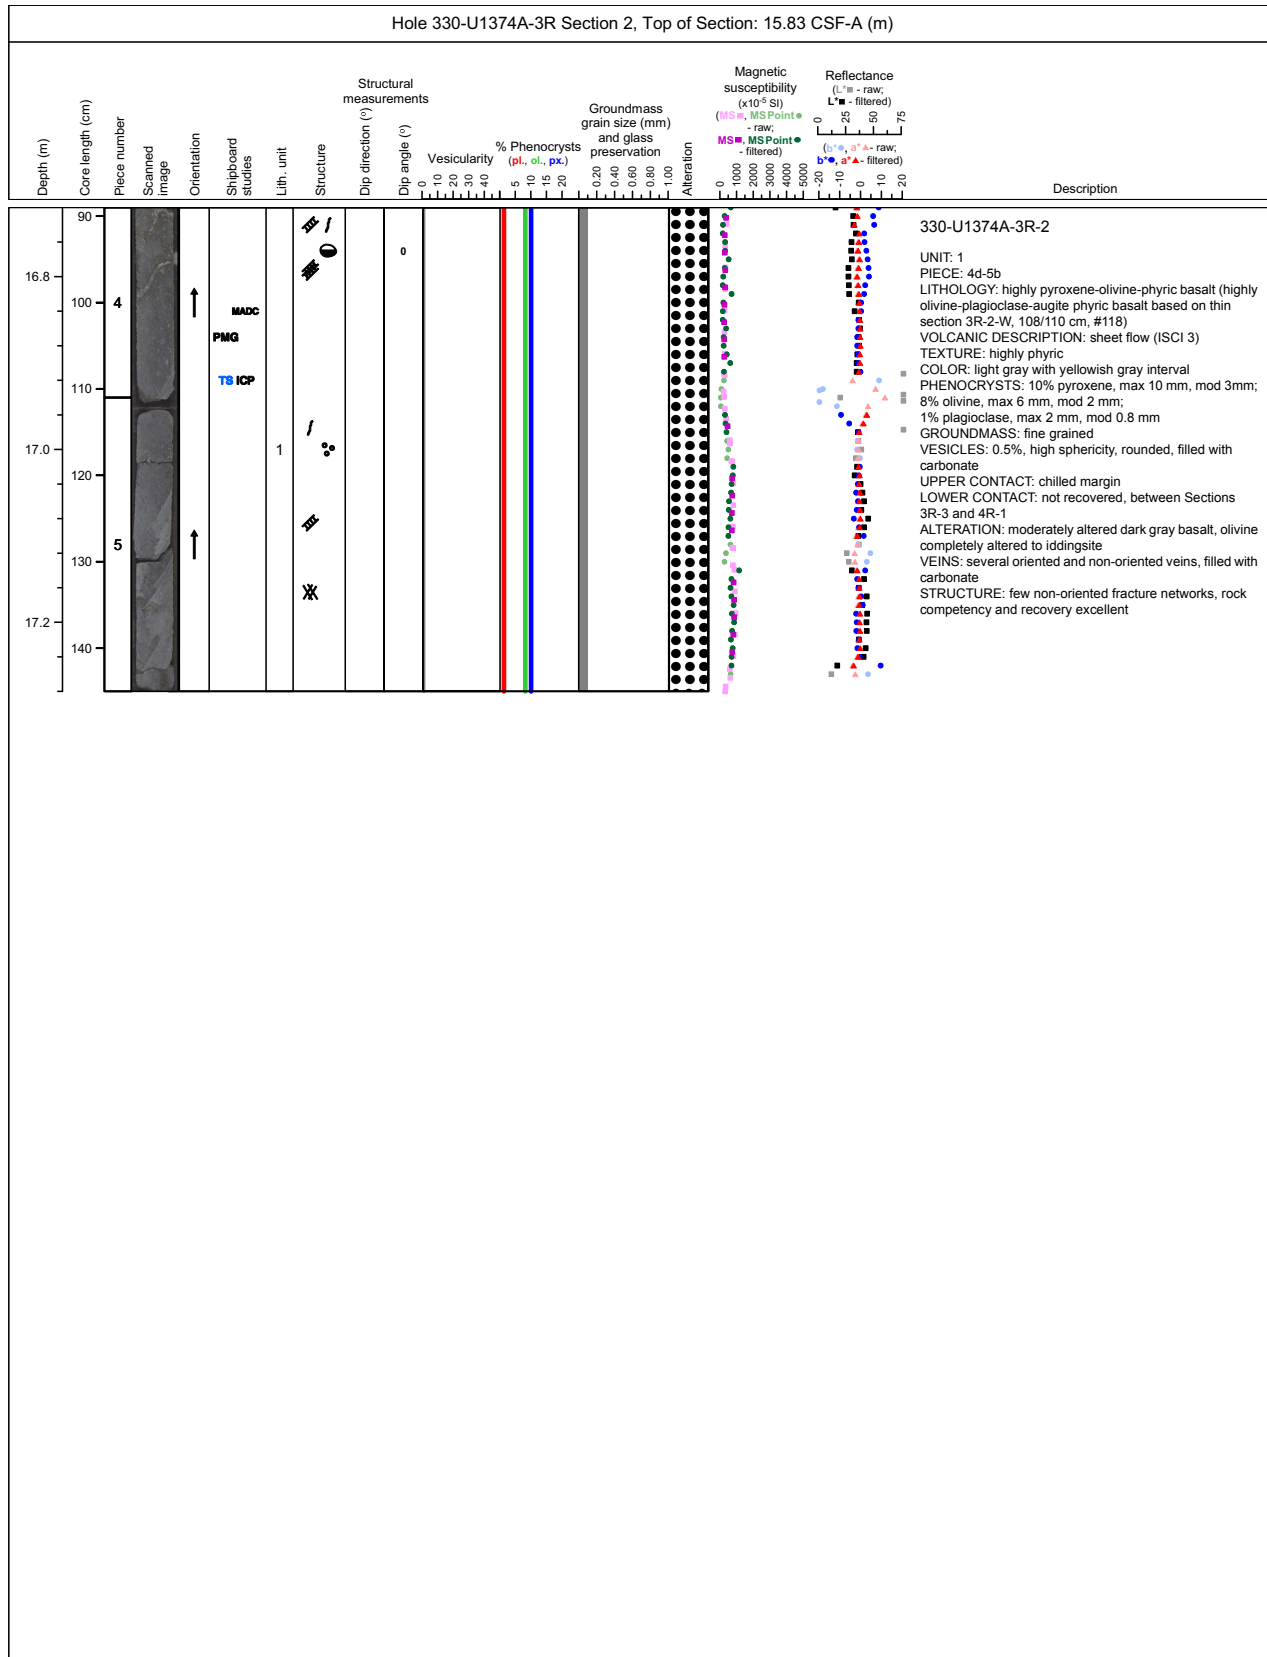 Hole 330-U1374A-3R Section 2, Top of Section: 15.83 CSF-A (m)
Depth (m)
Core length (cm)
Piece number
Scanned
image
Orientation
Shipboard
studies
Lith. unit
Structure
Structural
measurements
Dip direction (º)
Dip angle (º)
Vesicularity
0 10 20 30 40
% Phenocrysts
(pl., ol., px.)
5 10 15 20
Groundmass
grain size (mm)
and glass
preservation
0.20 0.40 0.60 0.80 1.00
Alteration
Magnetic
susceptibility
(x10-5 SI)
(MS■, MSPoint●
- raw;
MS■, MSPoint●
- filtered)
0 1000 2000 3000 4000 5000
Reflectance
(L*■ - raw;
L*■ - filtered)
0 25 50 75
(b*●, a*▲- raw;
b*●, a*▲- filtered)
-20 -10 0 10 20
Description
90
16.8
100
4
MADC
PMG
TS ICP
110
17.0
1
120
5
130
17.2
140
0
330-U1374A-3R-2
UNIT: 1
PIECE: 4d-5b
LITHOLOGY: highly pyroxene-olivine-phyric basalt (highly
olivine-plagioclase-augite phyric basalt based on thin
section 3R-2-W, 108/110 cm, #118)
VOLCANIC DESCRIPTION: sheet flow (ISCI 3)
TEXTURE: highly phyric
COLOR: light gray with yellowish gray interval
PHENOCRYSTS: 10% pyroxene, max 10 mm, mod 3mm;
8% olivine, max 6 mm, mod 2 mm;
1% plagioclase, max 2 mm, mod 0.8 mm
GROUNDMASS: fine grained
VESICLES: 0.5%, high sphericity, rounded, filled with
carbonate
UPPER CONTACT: chilled margin
LOWER CONTACT: not recovered, between Sections
3R-3 and 4R-1
ALTERATION: moderately altered dark gray basalt, olivine
completely altered to iddingsite
VEINS: several oriented and non-oriented veins, filled with
carbonate
STRUCTURE: few non-oriented fracture networks, rock
competency and recovery excellent